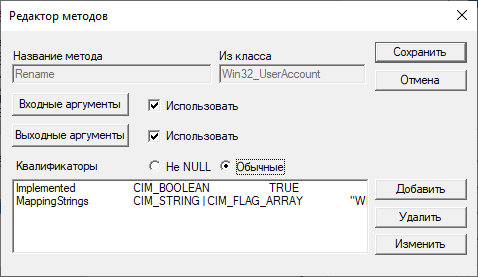 Редактор методов
Название метода
Из класса
Сохранить
Rename
Win32_UserAccount
Отмена
Входные аргументы
Использовать
Выходные аргументы
Использовать
Квалификаторы
Не NULL
Обычные
Implemented CIM_BOOLEAN TRUE
MappingStrings CIM_STRING | CIM_FLAG_ARRAY
Добавить
Удалить
Изменить